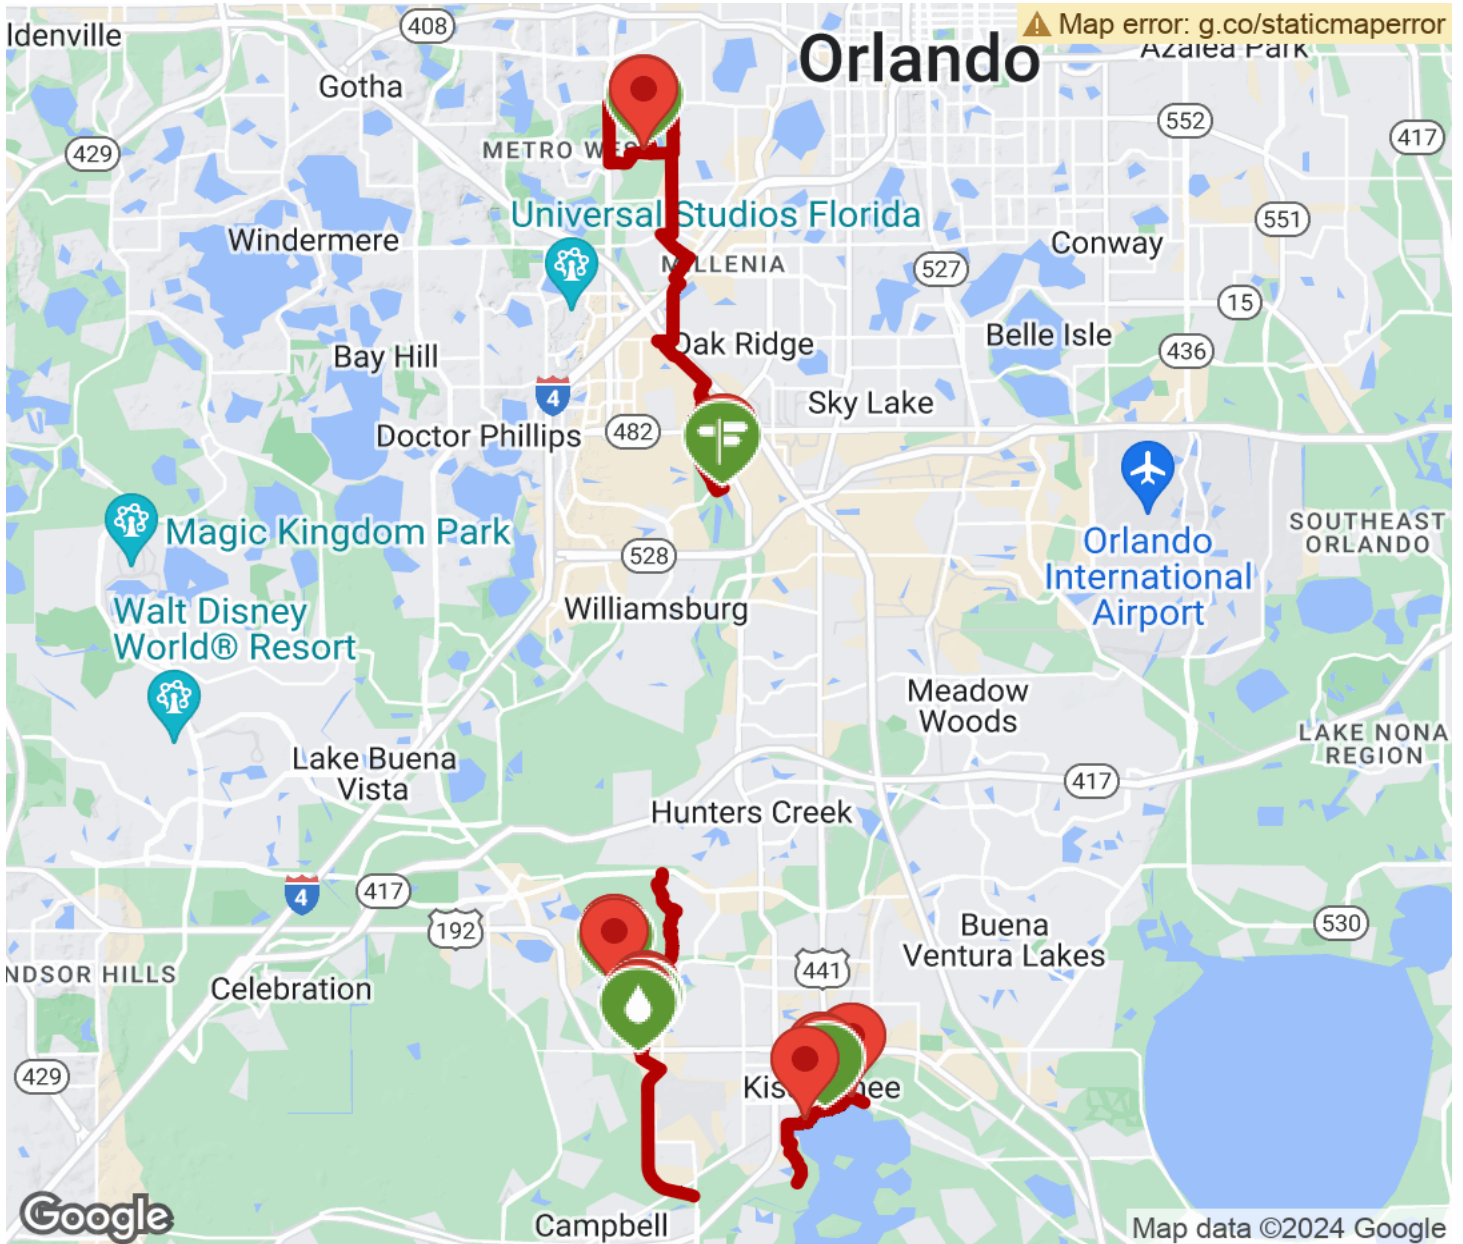 ldenville
408
Map error: g.co/staticmaperror
Orlando
Azalea Park
Gotha
552
417
429
METRO WES
Universal Studios Florida
551
Windermere
Conway
MILLENIA
527
15
Bay Hill
Oak Ridge
Belle Isle
436
4
Sky Lake
Doctor Phillips
482
Magic Kingdom Park
SOUTHEAST
ORLANDO
528
Orlando
International
Airport
Walt Disney
World® Resort
Williamsburg
Meadow
Woods
LAKE NONA
REGION
Lake Buena
Vista
417
Hunters Creek
4
417
192
Buena
Ventura Lakes
530
NDSOR HILLS
441
Celebration
429
Kis
nee
Campbell
Google
Map data ©2024 Google